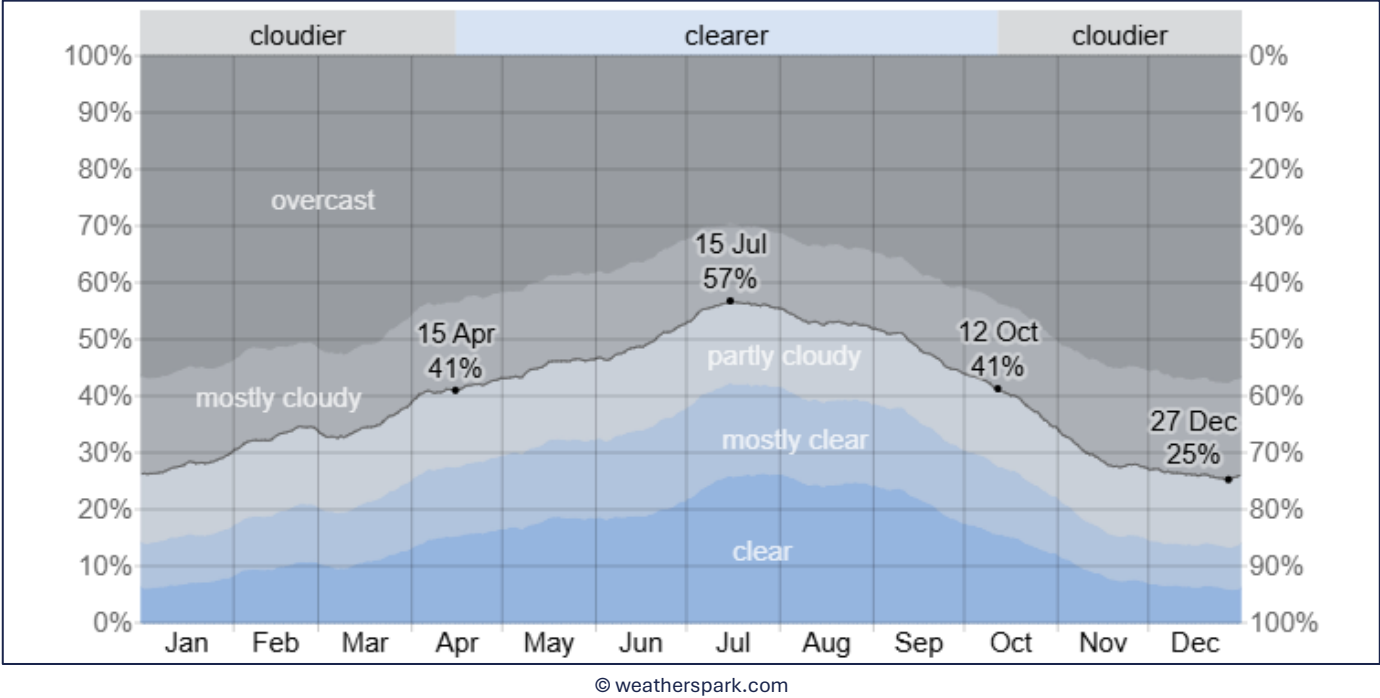 cloudier clearer cloudier
100% 0%
90% 10%
80% 20%
overcast
70% 30%
15 Jul
57%
60% 40%
15 Apr
41%
12 Oct
41%
50% 50%
partly cloudy
40% 60%
mostly cloudy
27 Dec
25%
mostly clear
30% 70%
20% 80%
clear
10% 90%
0% 100%
Jan Feb Mar Apr May Jun Jul Aug Sep Oct Nov Dec
© weatherspark.com